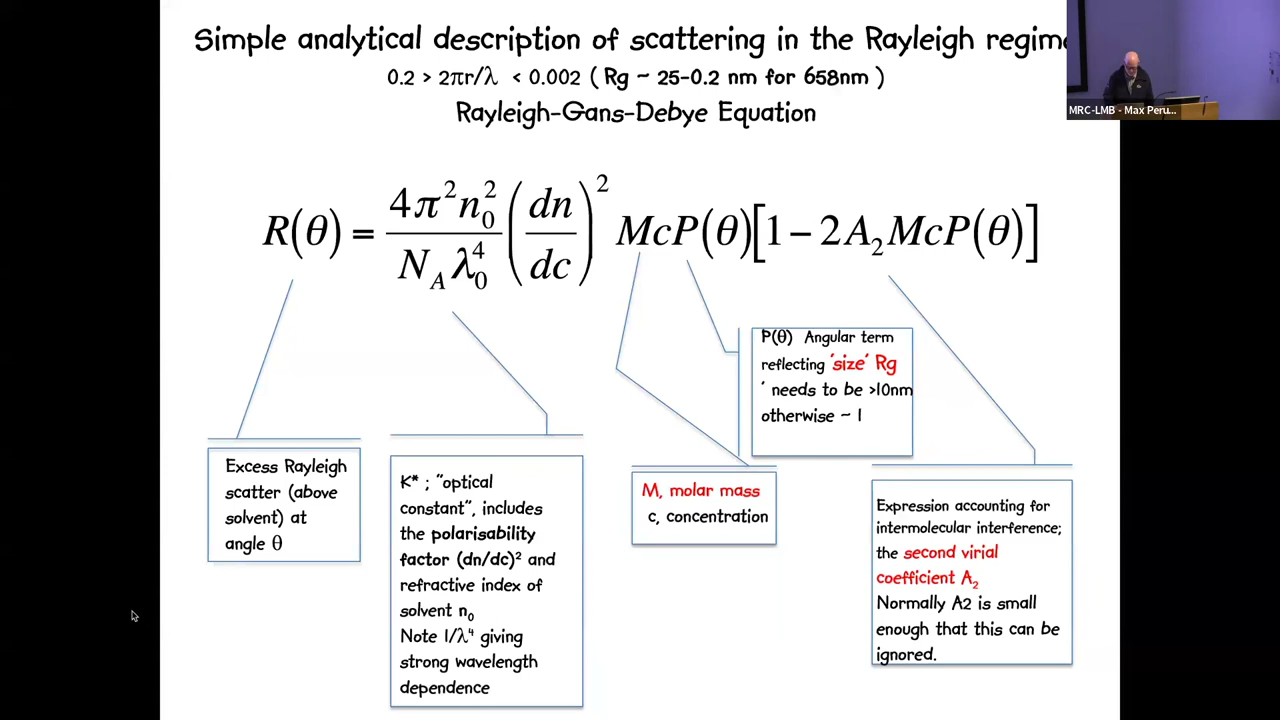 Simple analytical description of scattering in the Rayleigh regime
0.2 > 2πr/λ < 0.002 ( Rg ~ 25-0.2 nm for 658nm )
Rayleigh-Gans-Debye Equation
MRC-LMB - Max Peru...
R(θ) = 4π²n₀² / N_A λ₀⁴ (dn/dc)² McP(θ)[1 − 2A₂McP(θ)]
P(θ) Angular term
reflecting 'size' Rg
' needs to be >10nm
otherwise ~ 1
Excess Rayleigh
scatter (above
solvent) at
angle θ
K* ; "optical
constant", includes
the polarisability
factor (dn/dc)² and
refractive index of
solvent n₀
Note 1/λ⁴ giving
strong wavelength
dependence
M, molar mass
c, concentration
Expression accounting for
intermolecular interference;
the second virial
coefficient A₂
Normally A2 is small
enough that this can be
ignored.